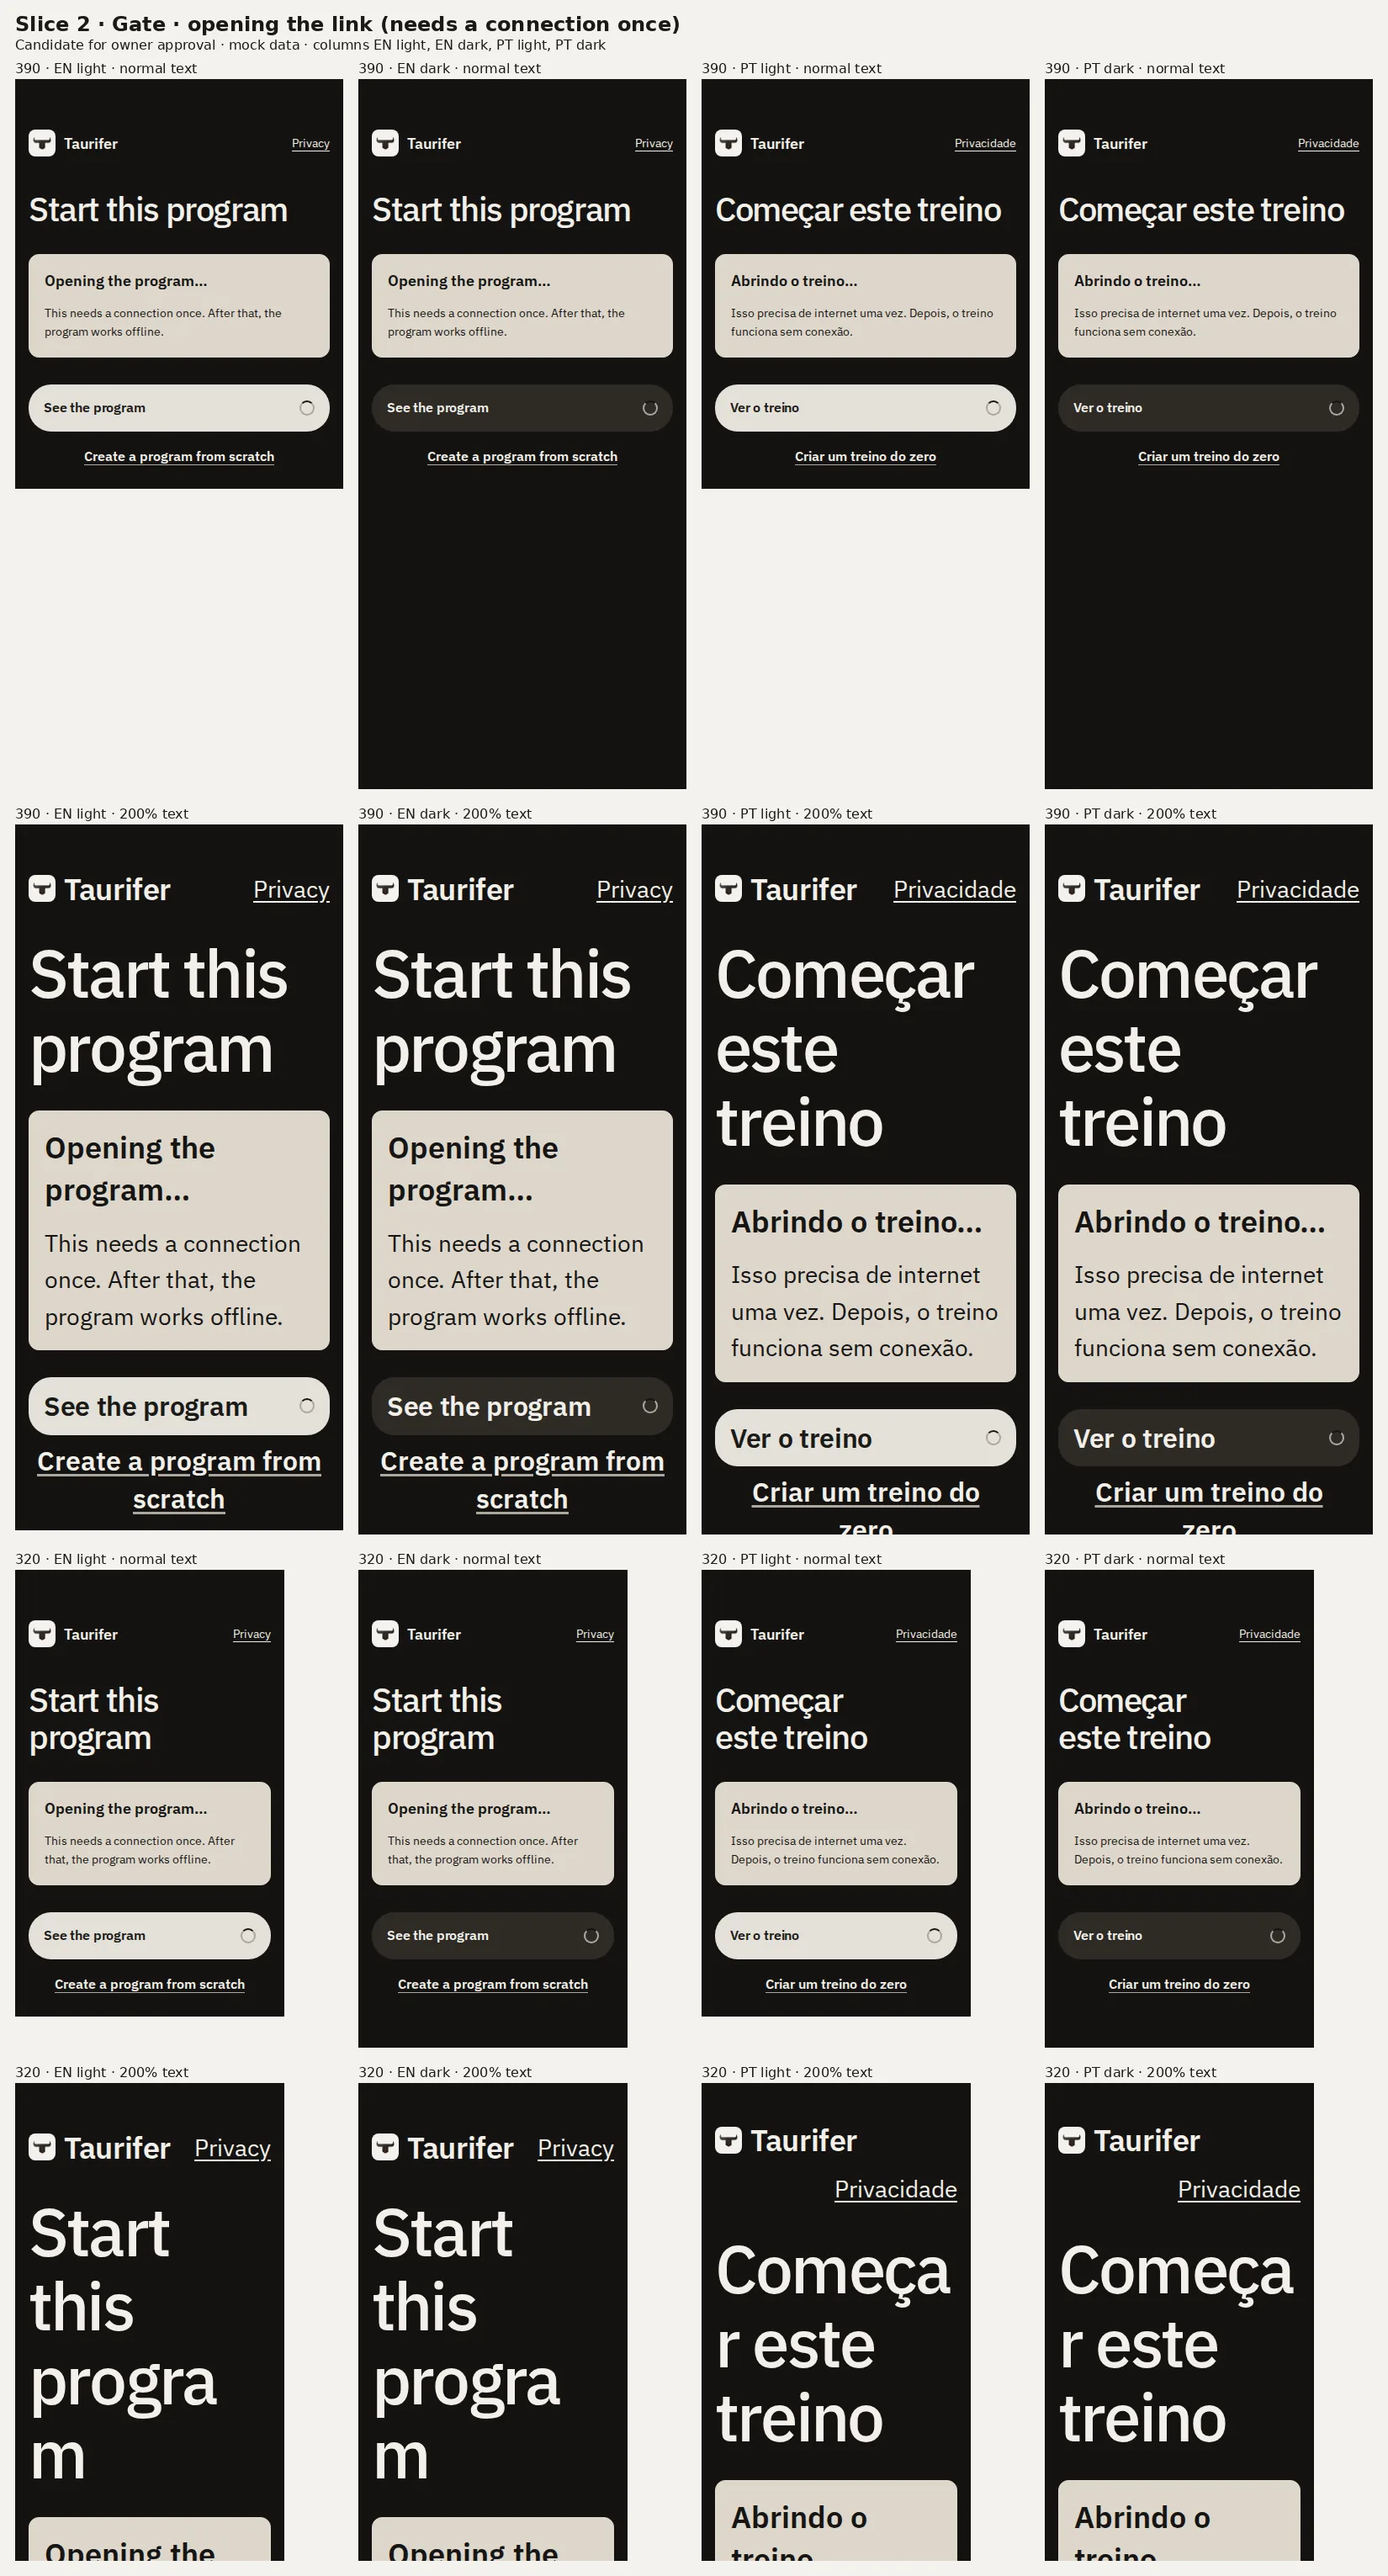 Slice 2 · Gate · opening the link (needs a connection once)
Candidate for owner approval · mock data · columns EN light, EN dark, PT light, PT dark
390 · EN light · normal text
Taurifer
Privacy
Start this program
Opening the program...
This needs a connection once. After that, the
program works offline.
See the program
Create a program from scratch
390 · EN dark · normal text
Taurifer
Privacy
Start this program
Opening the program...
This needs a connection once. After that, the
program works offline.
See the program
Create a program from scratch
390 · PT light · normal text
Taurifer
Privacidade
Começar este treino
Abrindo o treino...
Isso precisa de internet uma vez. Depois, o treino
funciona sem conexão.
Ver o treino
Criar um treino do zero
390 · PT dark · normal text
Taurifer
Privacidade
Começar este treino
Abrindo o treino...
Isso precisa de internet uma vez. Depois, o treino
funciona sem conexão.
Ver o treino
Criar um treino do zero
390 · EN light · 200% text
Taurifer
Privacy
Start this
program
Opening the
program...
This needs a connection
once. After that, the
program works offline.
See the program
Create a program from
scratch
390 · EN dark · 200% text
Taurifer
Privacy
Start this
program
Opening the
program...
This needs a connection
once. After that, the
program works offline.
See the program
Create a program from
scratch
390 · PT light · 200% text
Taurifer
Privacidade
Começar
este
treino
Abrindo o treino...
Isso precisa de internet
uma vez. Depois, o treino
funciona sem conexão.
Ver o treino
Criar um treino do
zero
390 · PT dark · 200% text
Taurifer
Privacidade
Começar
este
treino
Abrindo o treino...
Isso precisa de internet
uma vez. Depois, o treino
funciona sem conexão.
Ver o treino
Criar um treino do
zero
320 · EN light · normal text
Taurifer
Privacy
Start this
program
Opening the program...
This needs a connection once. After
that, the program works offline.
See the program
Create a program from scratch
320 · EN dark · normal text
Taurifer
Privacy
Start this
program
Opening the program...
This needs a connection once. After
that, the program works offline.
See the program
Create a program from scratch
320 · PT light · normal text
Taurifer
Privacidade
Começar
este treino
Abrindo o treino...
Isso precisa de internet uma vez.
Depois, o treino funciona sem conexão.
Ver o treino
Criar um treino do zero
320 · PT dark · normal text
Taurifer
Privacidade
Começar
este treino
Abrindo o treino...
Isso precisa de internet uma vez.
Depois, o treino funciona sem conexão.
Ver o treino
Criar um treino do zero
320 · EN light · 200% text
Taurifer
Privacy
Start
this
progra
m
Opening the
320 · EN dark · 200% text
Taurifer
Privacy
Start
this
progra
m
Opening the
320 · PT light · 200% text
Taurifer
Privacidade
Começa
r este
treino
Abrindo o
treino...
320 · PT dark · 200% text
Taurifer
Privacidade
Começa
r este
treino
Abrindo o
treino...